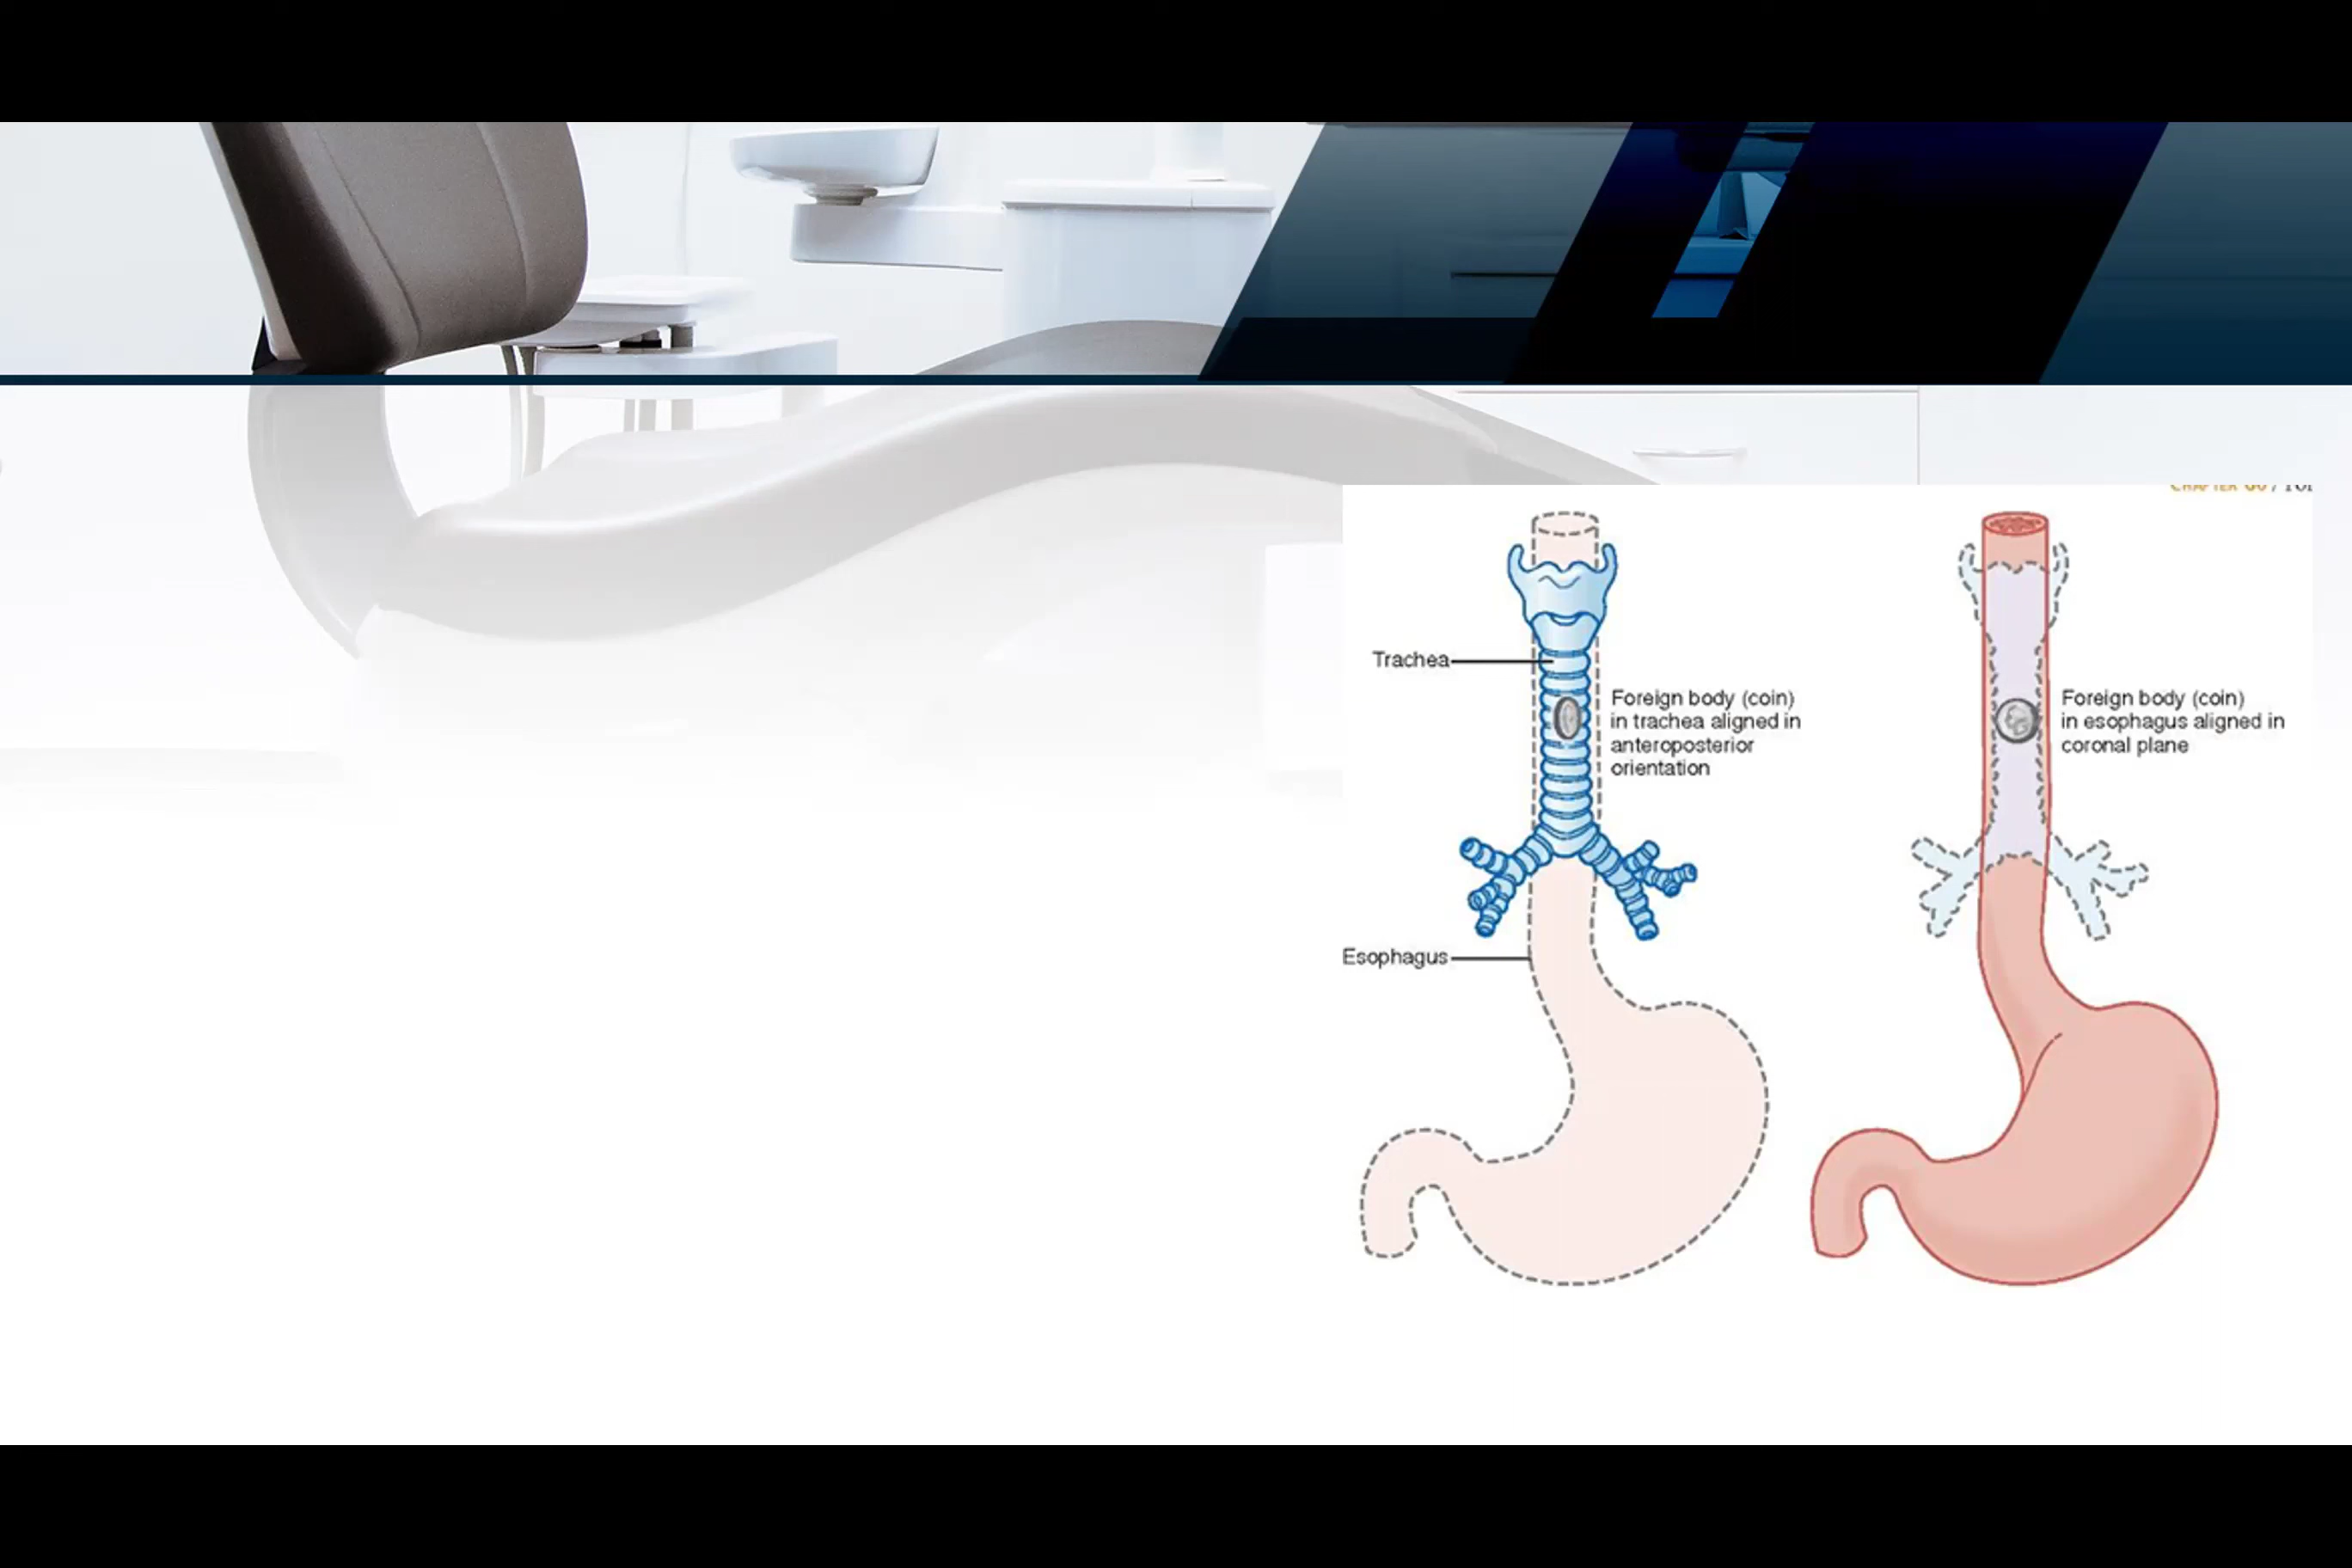 Trachea
Foreign body (coin)
in trachea aligned in
anteroposterior
orientation
Foreign body (coin)
in esophagus aligned in
coronal plane
Esophagus